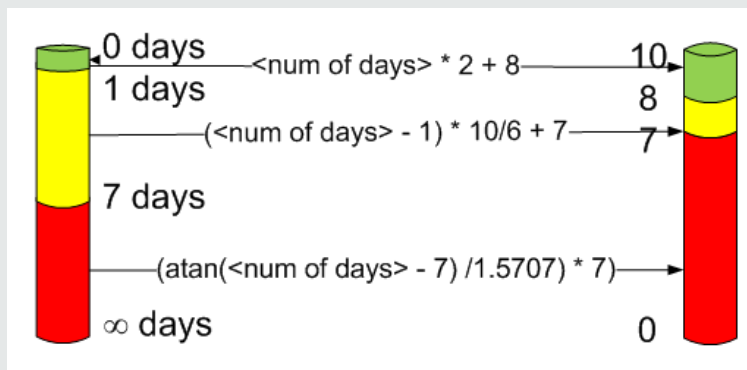 0 days
<num of days> * 2 + 8
10
1 days
8
(<num of days> - 1) * 10/6 + 7
7
7 days
(atan(<num of days> - 7) /1.5707) * 7)
∞ days
0